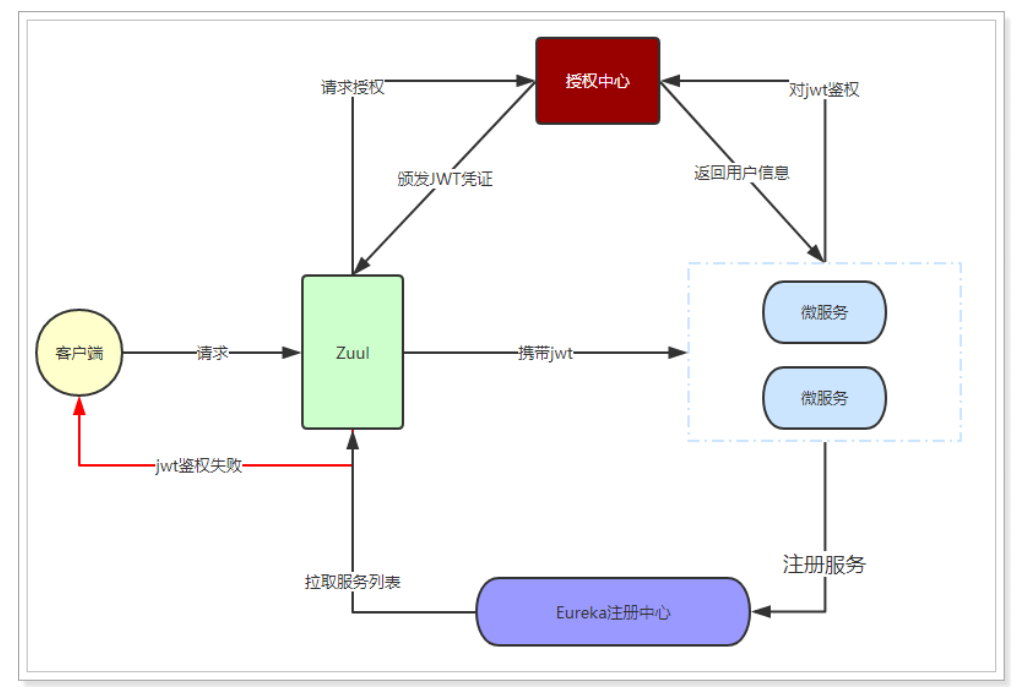 授权中心
请求授权
对jwt鉴权
颁发JWT凭证
返回用户信息
微服务
客户端
请求
Zuul
携带jwt
微服务
jwt鉴权失败
注册服务
拉取服务列表
Eureka注册中心